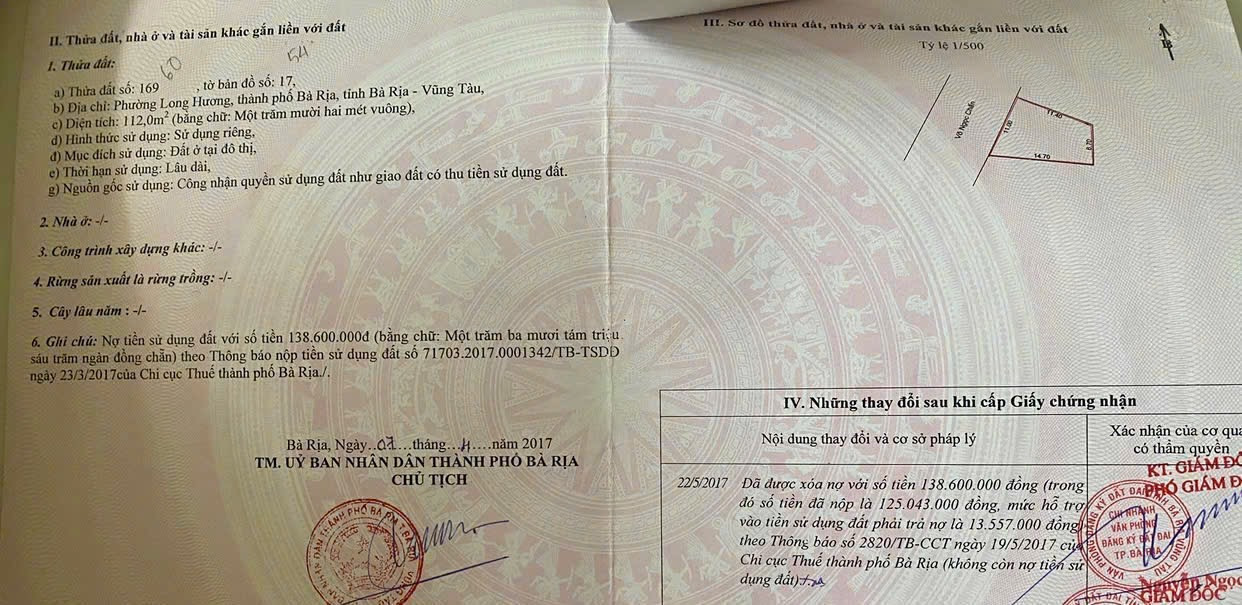 II. Thửa đất, nhà ở và tài sản khác gắn liền với đất
1. Thửa đất:
60
54
a) Thửa đất số: 169 , tờ bản đồ số: 17,
b) Địa chỉ: Phường Long Hương, thành phố Bà Rịa, tỉnh Bà Rịa - Vũng Tàu,
c) Diện tích: 112,0m² (bằng chữ: Một trăm mười hai mét vuông),
d) Hình thức sử dụng: Sử dụng riêng,
đ) Mục đích sử dụng: Đất ở tại đô thị,
e) Thời hạn sử dụng: Lâu dài,
g) Nguồn gốc sử dụng: Công nhận quyền sử dụng đất như giao đất có thu tiền sử dụng đất.
2. Nhà ở: -/-
3. Công trình xây dựng khác: -/-
4. Rừng sản xuất là rừng trồng: -/-
5. Cây lâu năm : -/-
6. Ghi chú: Nợ tiền sử dụng đất với số tiền 138.600.000đ (bằng chữ: Một trăm ba mươi tám triệu
sáu trăm ngàn đồng chẵn) theo Thông báo nộp tiền sử dụng đất số 71703.2017.0001342/TB-TSDĐ
ngày 23/3/2017của Chi cục Thuế thành phố Bà Rịa./.
Bà Rịa, Ngày..07...tháng..4....năm 2017
TM. UỶ BAN NHÂN DÂN THÀNH PHỐ BÀ RỊA
CHỦ TỊCH
III. Sơ đồ thửa đất, nhà ở và tài sản khác gắn liền với đất
Tỷ lệ 1/500
B
Võ Ngọc Chấn
11.00
11.40
8.70
14.70
IV. Những thay đổi sau khi cấp Giấy chứng nhận
Nội dung thay đổi và cơ sở pháp lý
Xác nhận của cơ qua
có thẩm quyền
22/5/2017 Đã được xóa nợ với số tiền 138.600.000 đồng (trong
đó số tiền đã nộp là 125.043.000 đồng, mức hỗ trợ
vào tiền sử dụng đất phải trả nợ là 13.557.000 đồng)
theo Thông báo số 2820/TB-CCT ngày 19/5/2017 của
Chi cục Thuế thành phố Bà Rịa (không còn nợ tiền sử
dụng đất)./.
KT. GIÁM ĐỐ
PHÓ GIÁM Đ
CHI NHÁNH
VĂN PHÒNG
ĐĂNG KÝ ĐẤT ĐAI
TP.BÀ RỊA
Nguyễn Ngọc
GIÁM ĐỐC